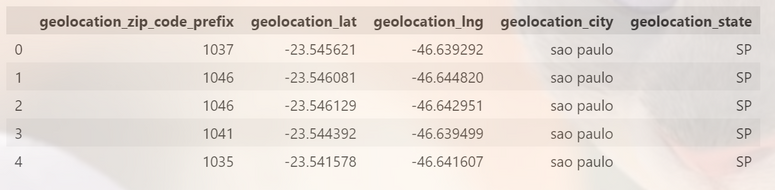 geolocation_zip_code_prefix geolocation_lat geolocation_lng geolocation_city geolocation_state
0 1037 -23.545621 -46.639292 sao paulo SP
1 1046 -23.546081 -46.644820 sao paulo SP
2 1046 -23.546129 -46.642951 sao paulo SP
3 1041 -23.544392 -46.639499 sao paulo SP
4 1035 -23.541578 -46.641607 sao paulo SP